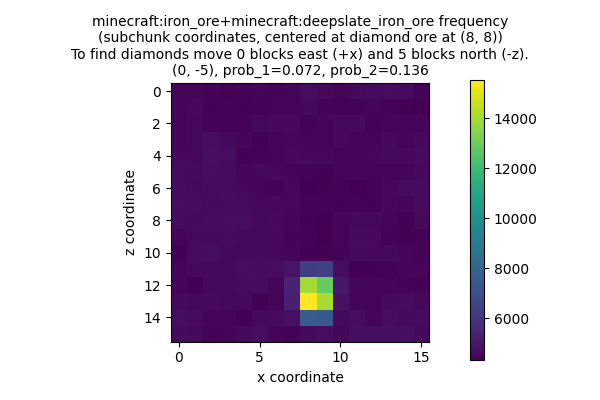 minecraft:iron_ore+minecraft:deepslate_iron_ore frequency
(subchunk coordinates, centered at diamond ore at (8, 8))
To find diamonds move 0 blocks east (+x) and 5 blocks north (-z).
(0, -5), prob_1=0.072, prob_2=0.136
0
2
4
6
8
10
12
14
z coordinate
0
5
10
15
x coordinate
14000
12000
10000
8000
6000